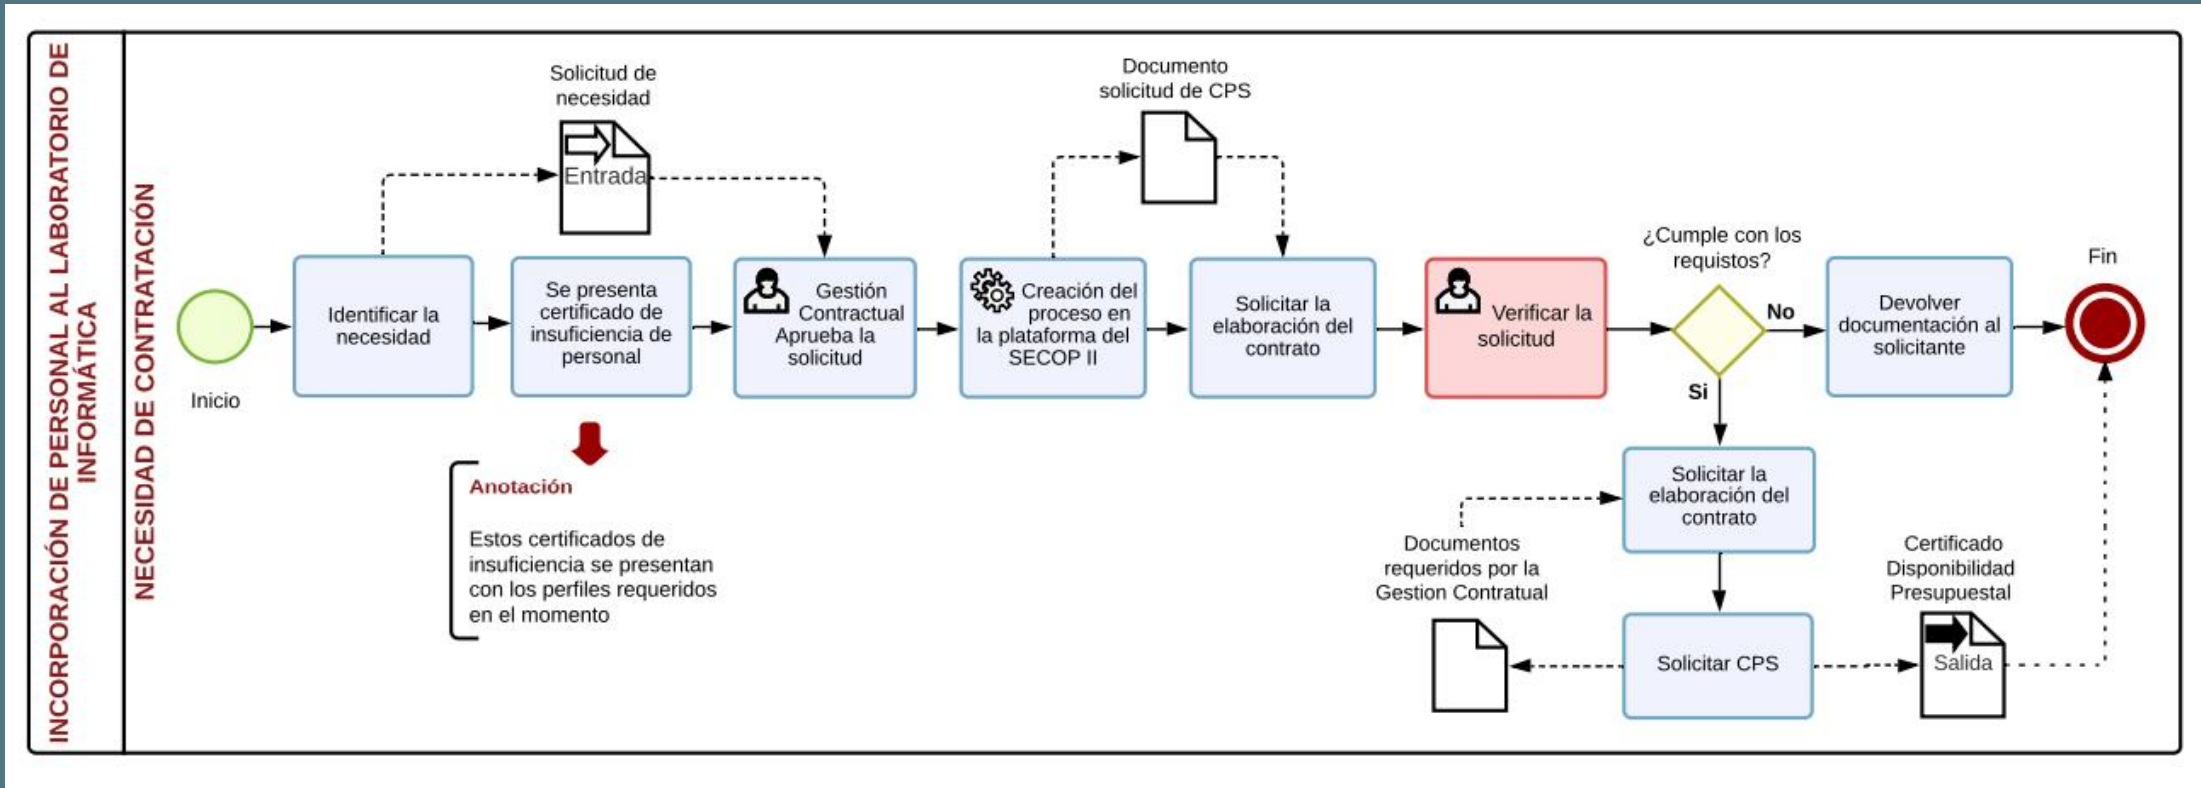 INCORPORACIÓN DE PERSONAL AL LABORATORIO DE
INFORMÁTICA
NECESIDAD DE CONTRATACIÓN
Inicio
Identificar la
necesidad
Solicitud de
necesidad
Entrada
Se presenta
certificado de
insuficiencia de
personal
Anotación
Estos certificados de
insuficiencia se presentan
con los perfiles requeridos
en el momento
Gestión
Contractual
Aprueba la
solicitud
Creación del
proceso en
la plataforma del
SECOP II
Documento
solicitud de CPS
Solicitar la
elaboración del
contrato
Verificar la
solicitud
¿Cumple con los
requistos?
No
Devolver
documentación al
solicitante
Fin
Si
Solicitar la
elaboración del
contrato
Documentos
requeridos por la
Gestion Contratual
Solicitar CPS
Certificado
Disponibilidad
Presupuestal
Salida